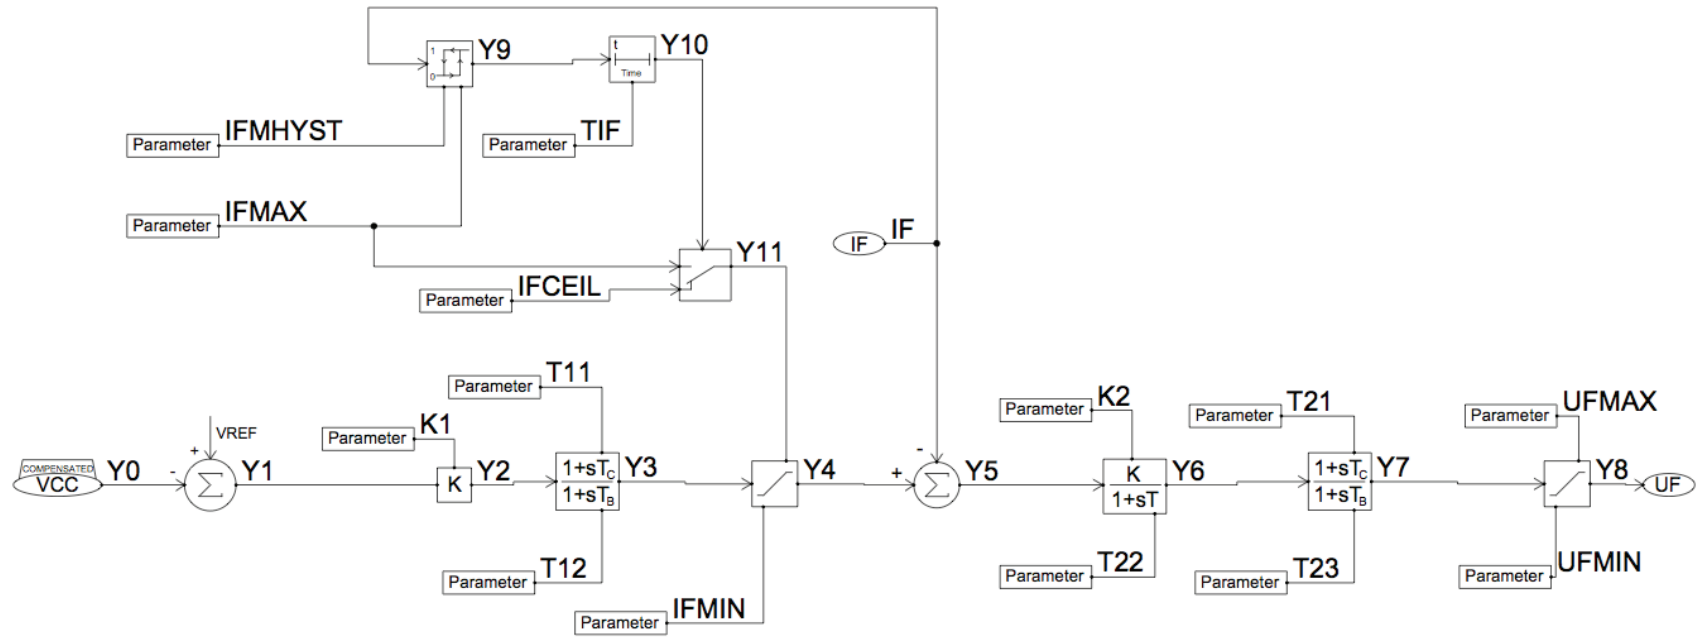 t
Y10
1
Y9
0
Time
IFMHYST
Parameter
TIF
Parameter
IFMAX
Parameter
IF
IF
Y11
IFCEIL
Parameter
T11
Parameter
K1
Parameter
K2
Parameter
T21
Parameter
UFMAX
Parameter
VREF
+
-
COMPENSATED
VCC
Y0
Σ
Y1
K
Y2
1+sTC
1+sTB
Y3
Y4
-
+
Σ
Y5
K
1+sT
Y6
1+sTC
1+sTB
Y7
Y8
UF
T12
Parameter
IFMIN
Parameter
T22
Parameter
T23
Parameter
UFMIN
Parameter